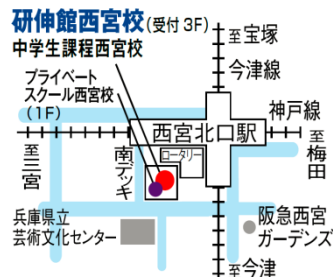 研伸館西宮校(受付 3F)
中学生課程西宮校
プライベート
スクール西宮校
(1F)
至宝塚
今津線
神戸線
西宮北口駅
ロータリー
至三宮
南デッキ
至梅田
兵庫県立
芸術文化センター
阪急西宮
ガーデンズ
至今津